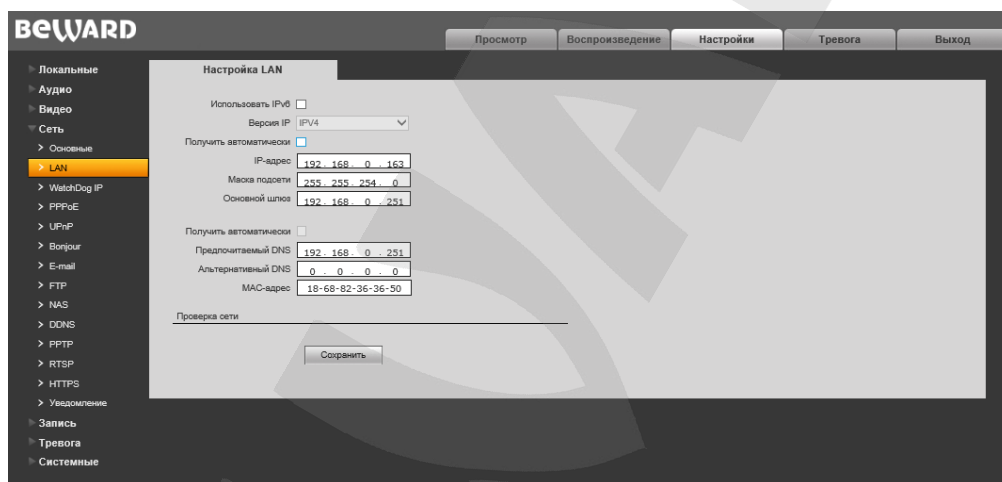 BEWARD
Просмотр Воспроизведение Настройки Тревога Выход
Локальные
Аудио
Видео
Сеть
> Основные
> LAN
> WatchDog IP
> PPPoE
> UPnP
> Bonjour
> E-mail
> FTP
> NAS
> DDNS
> PPTP
> RTSP
> HTTPS
> Уведомление
Запись
Тревога
Системные
Настройка LAN
Использовать IPv6
Версия IP IPV4
Получить автоматически
IP-адрес 192 . 168 . 0 . 163
Маска подсети 255 . 255 . 254 . 0
Основной шлюз 192 . 168 . 0 . 251
Получить автоматически
Предпочитаемый DNS 192 . 168 . 0 . 251
Альтернативный DNS 0 . 0 . 0 . 0
MAC-адрес 18-68-82-36-36-50
Проверка сети
Сохранить